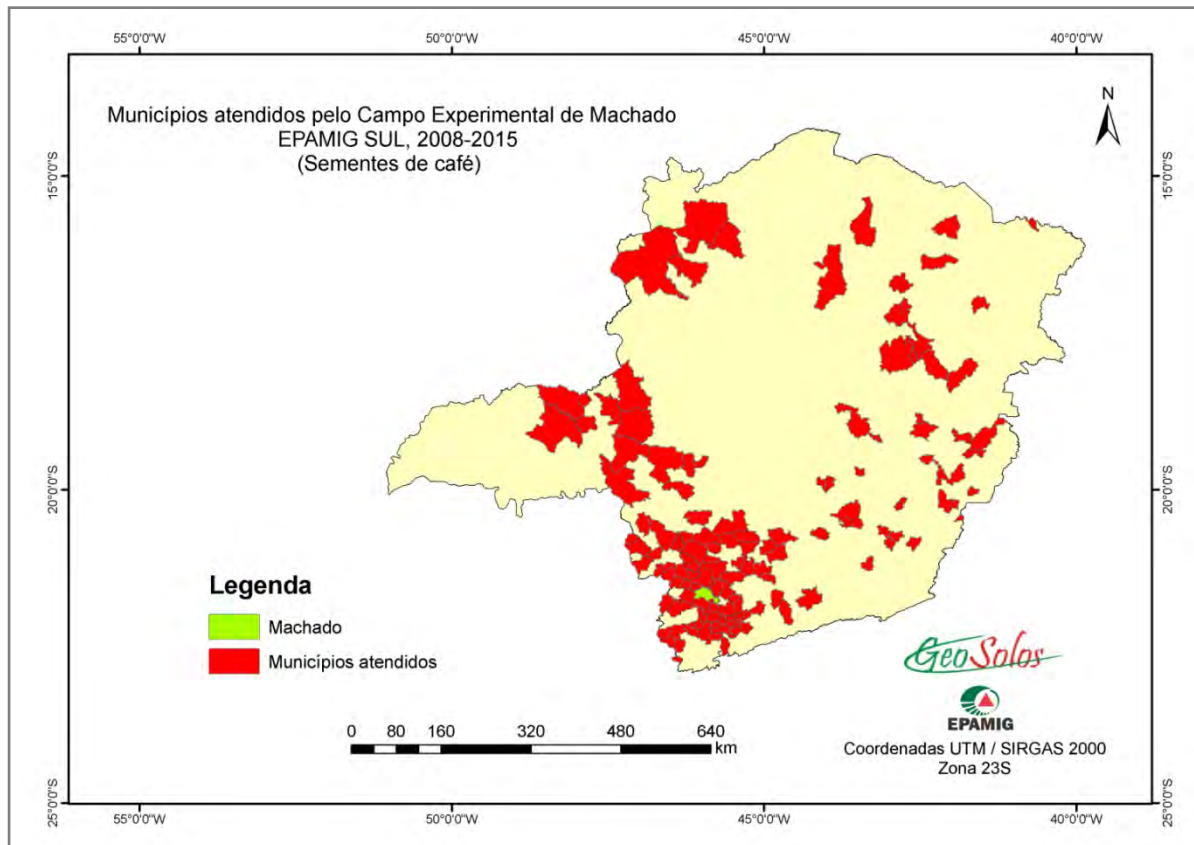 55°0'0"W 50°0'0"W 45°0'0"W 40°0'0"W
Municípios atendidos pelo Campo Experimental de Machado
EPAMIG SUL, 2008-2015
(Sementes de café)
N
15°0'0"S
15°0'0"S
20°0'0"S
20°0'0"S
Legenda
Machado
Municípios atendidos
GeoSolos
EPAMIG
0 80 160 320 480 640
km
Coordenadas UTM / SIRGAS 2000
Zona 23S
25°0'0"S
25°0'0"S
55°0'0"W 50°0'0"W 45°0'0"W 40°0'0"W